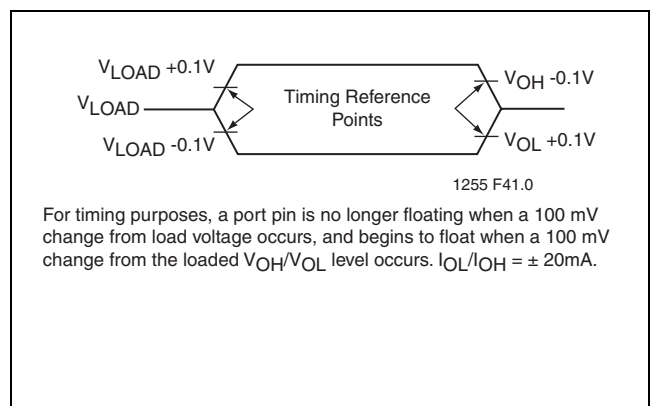 VLOAD +0.1V
VLOAD
VLOAD -0.1V
Timing Reference
Points
VOH -0.1V
VOL +0.1V
1255 F41.0
For timing purposes, a port pin is no longer floating when a 100 mV
change from load voltage occurs, and begins to float when a 100 mV
change from the loaded VOH/VOL level occurs. IOL/IOH = ± 20mA.